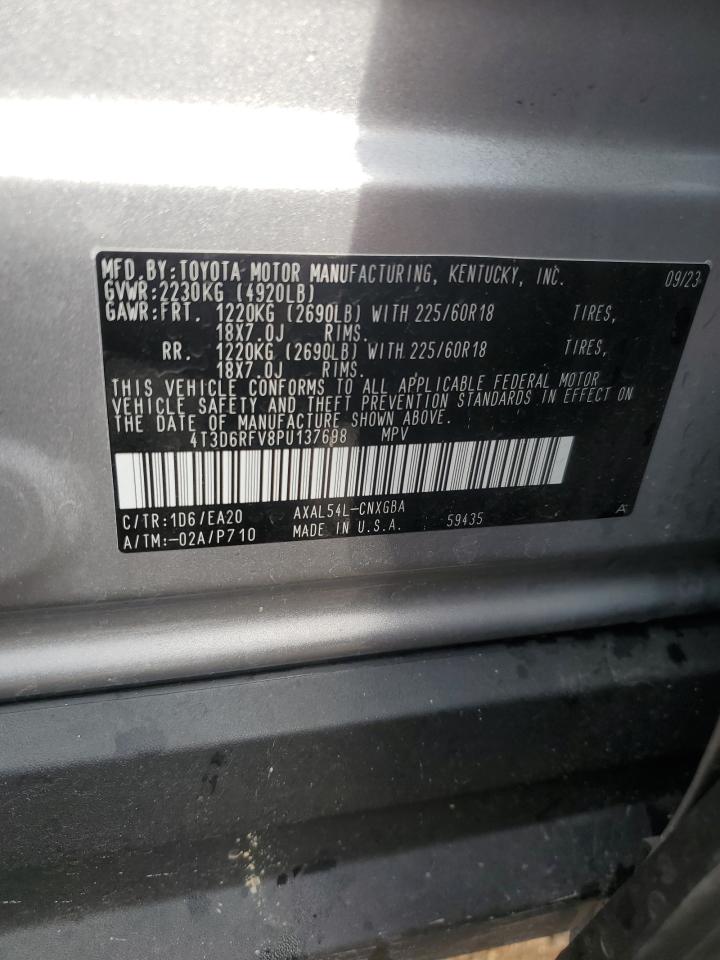 MFD.BY:TOYOTA MOTOR MANUFACTURING, KENTUCKY, INC. 09/23
GVWR:2230KG (4920LB)
GAWR:FRT. 1220KG (2690LB) WITH 225/60R18 TIRES,
18X7.0J RIMS.
RR. 1220KG (2690LB) WITH 225/60R18 TIRES,
18X7.0J RIMS.
THIS VEHICLE CONFORMS TO ALL APPLICABLE FEDERAL MOTOR
VEHICLE SAFETY AND THEFT PREVENTION STANDARDS IN EFFECT ON
THE DATE OF MANUFACTURE SHOWN ABOVE.
4T3D6RFV8PU137698 MPV
C/TR:1D6/EA20 AXAL54L-CNXGBA
A/TM:-02A/P710 MADE IN U.S.A. 59435 A